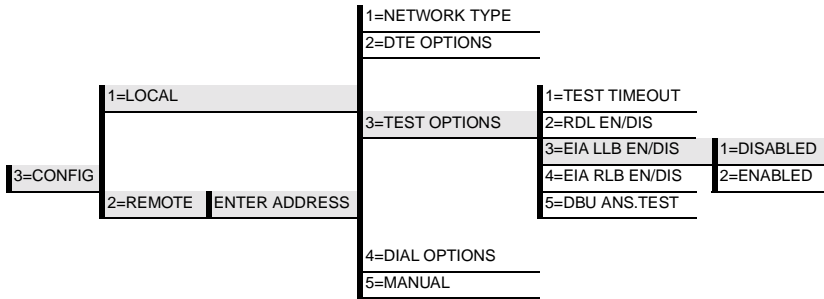 1=NETWORK TYPE
2=DTE OPTIONS
1=LOCAL
1=TEST TIMEOUT
3=TEST OPTIONS
2=RDL EN/DIS
3=EIA LLB EN/DIS
1=DISABLED
3=CONFIG
4=EIA RLB EN/DIS
2=ENABLED
2=REMOTE
ENTER ADDRESS
5=DBU ANS.TEST
4=DIAL OPTIONS
5=MANUAL